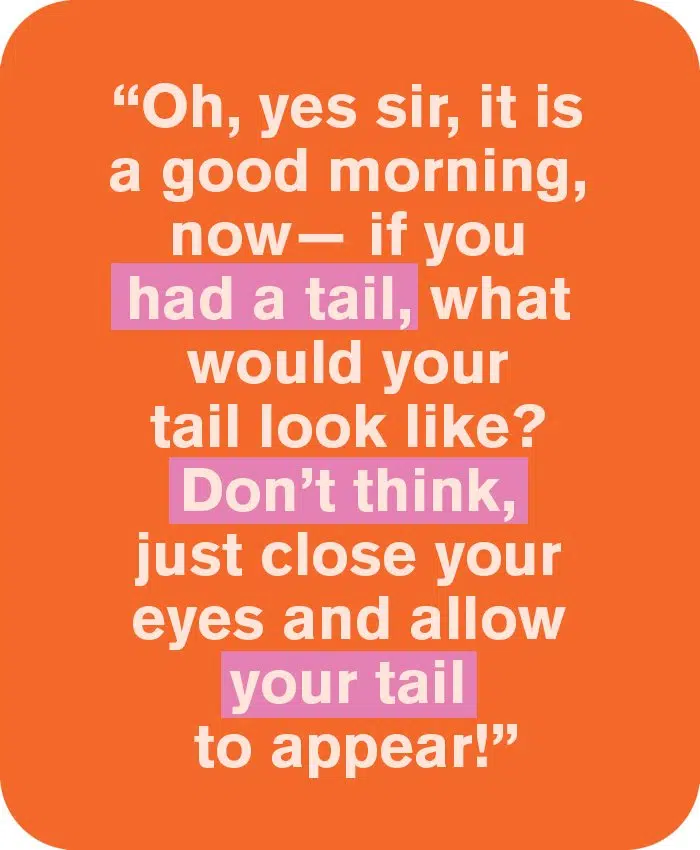 “Oh, yes sir, it is
a good morning,
now— if you
had a tail, what
would your
tail look like?
Don’t think,
just close your
eyes and allow
your tail
to appear!”